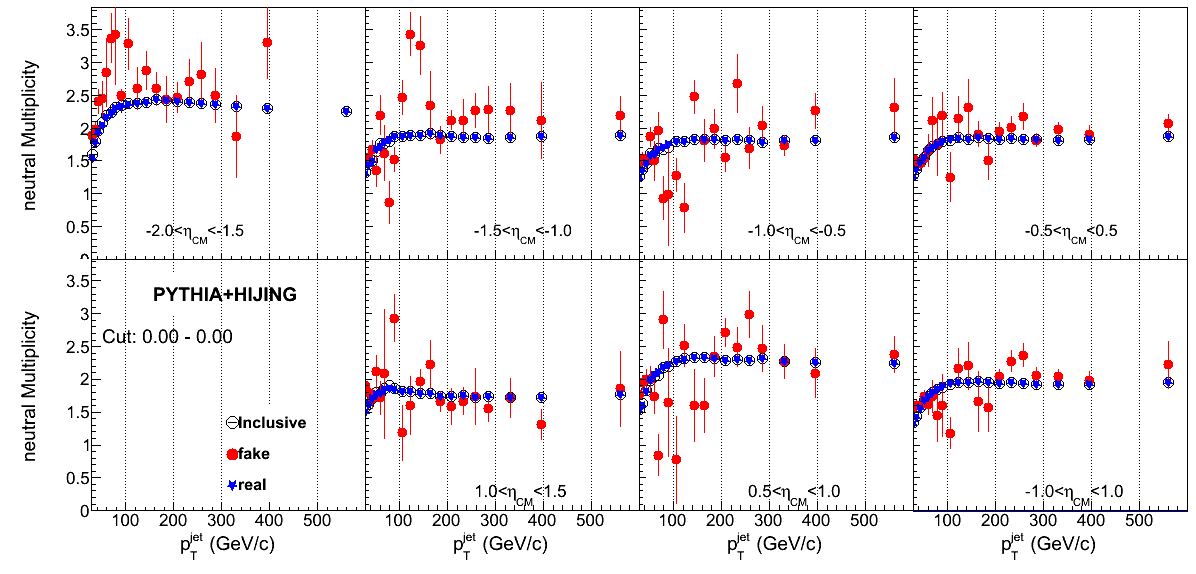 neutral Multiplicity
3.5
3
2.5
2
1.5
1
0.5
0
-2.0<η_CM<-1.5
-1.5<η_CM<-1.0
-1.0<η_CM<-0.5
-0.5<η_CM<0.5
neutral Multiplicity
3.5
3
2.5
2
1.5
1
0.5
0
PYTHIA+HIJING
Cut: 0.00 - 0.00
Inclusive
fake
real
1.0<η_CM<1.5
0.5<η_CM<1.0
-1.0<η_CM<1.0
100 200 300 400 500
100 200 300 400 500
100 200 300 400 500
100 200 300 400 500
p_T^jet (GeV/c)
p_T^jet (GeV/c)
p_T^jet (GeV/c)
p_T^jet (GeV/c)